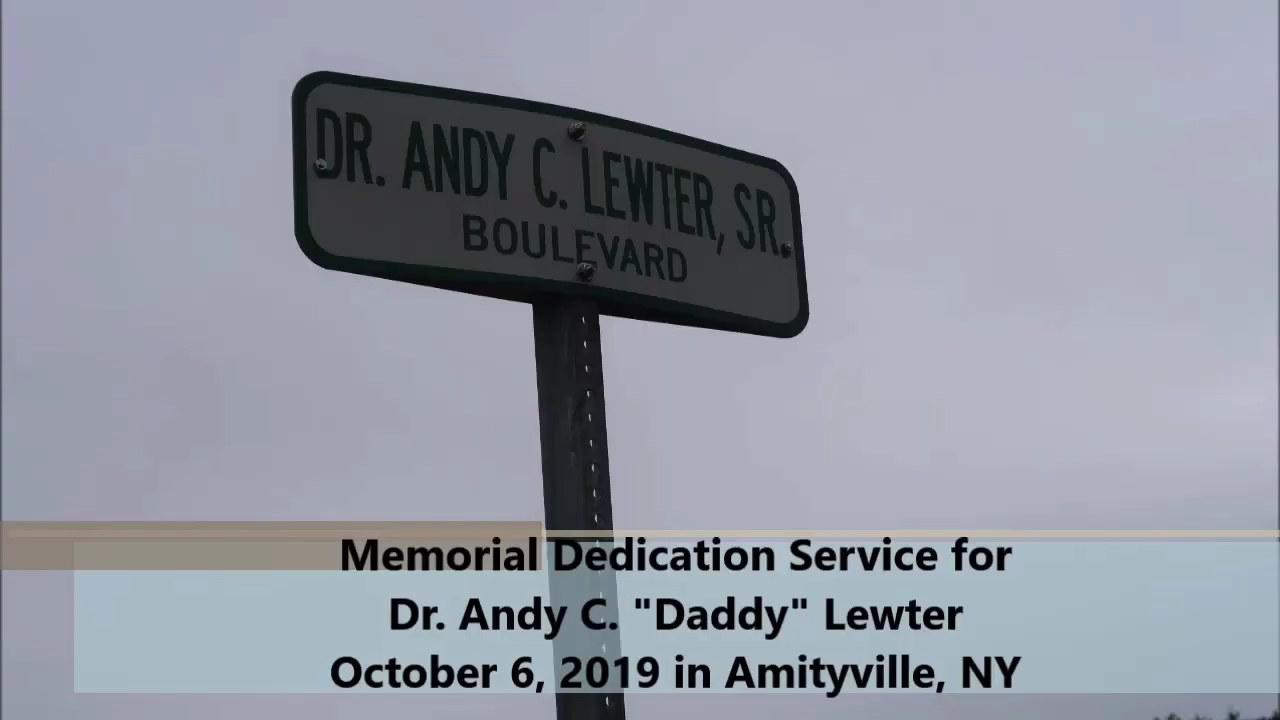 DR. ANDY C. LEWTER, SR.
BOULEVARD
Memorial Dedication Service for
Dr. Andy C. "Daddy" Lewter
October 6, 2019 in Amityville, NY